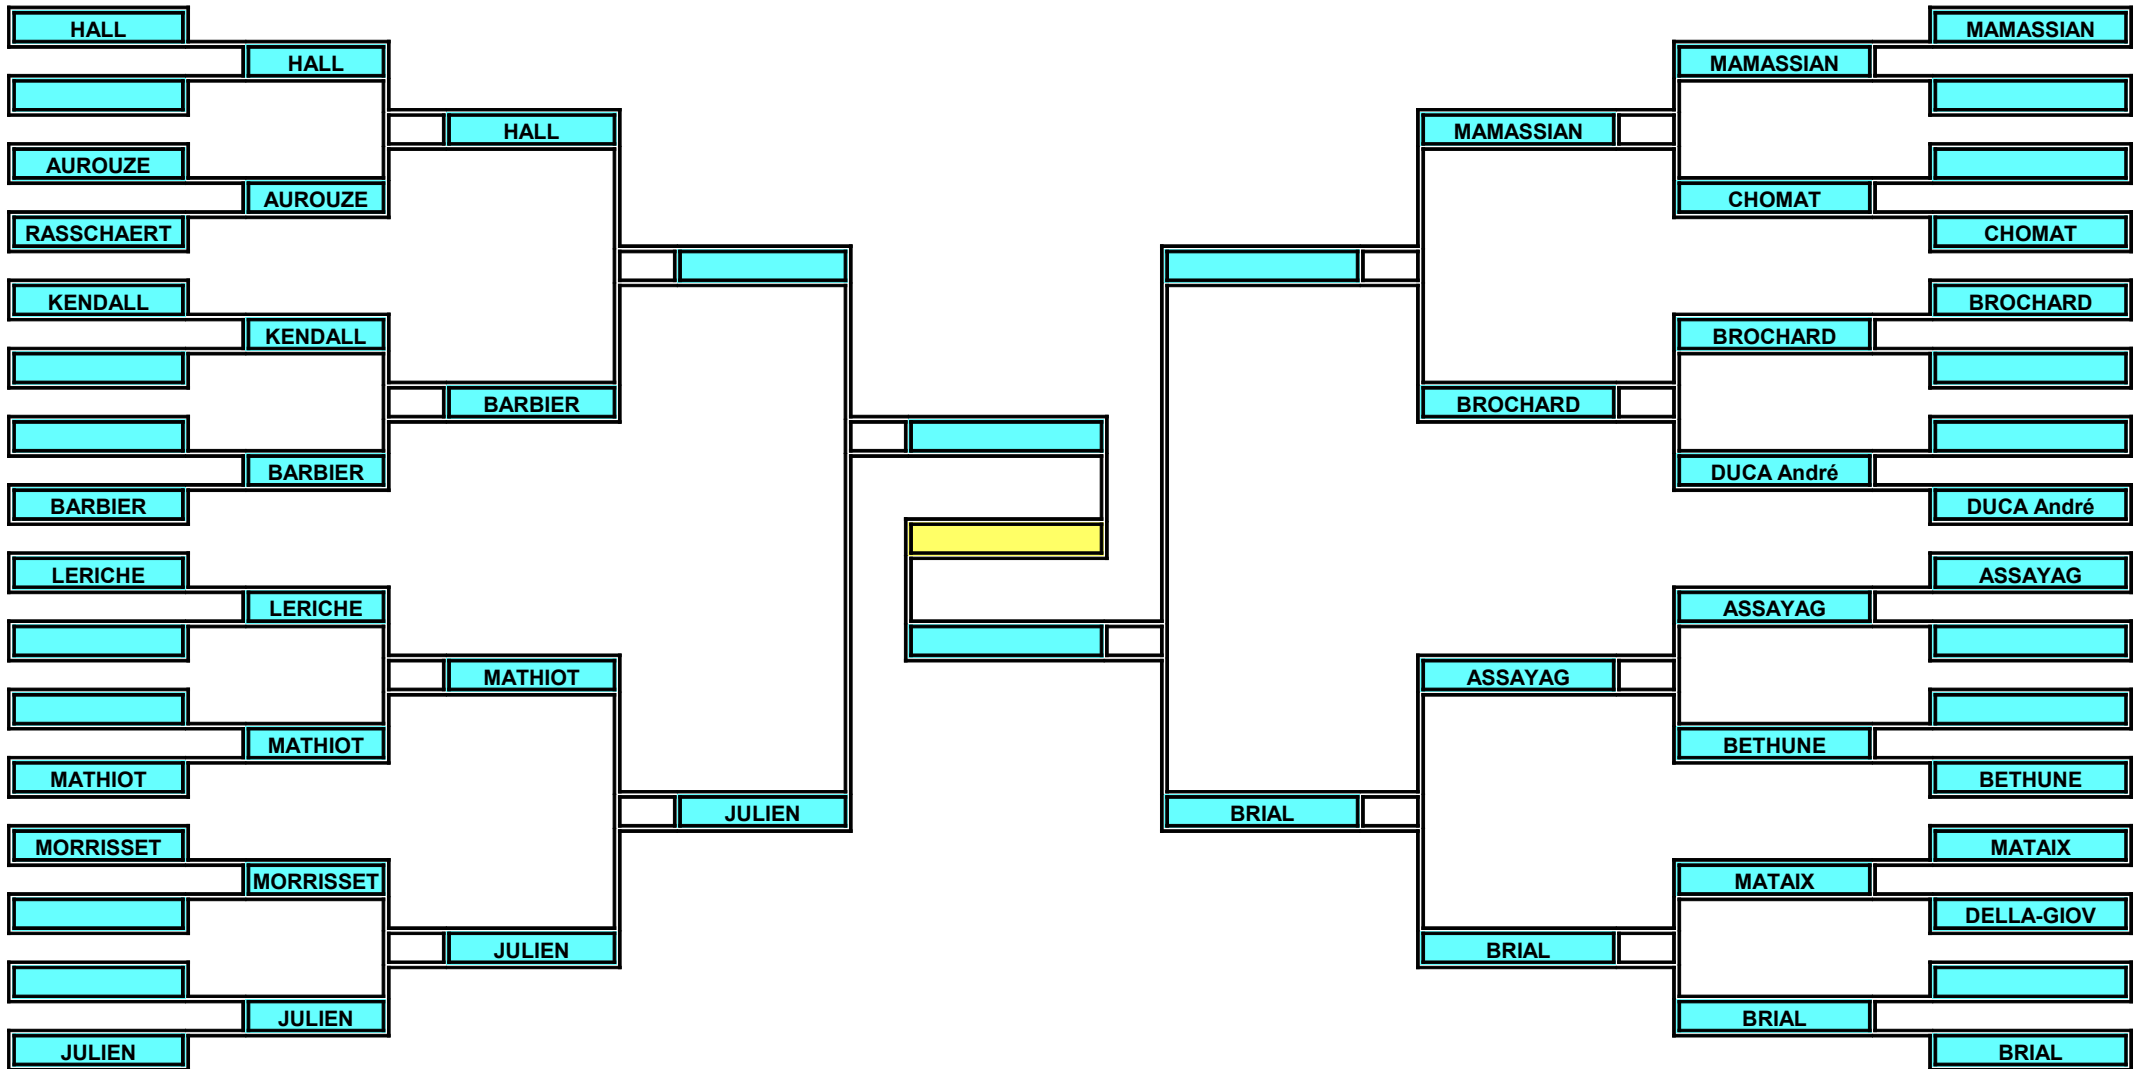 HALL
HALL
HALL
AUROUZE
AUROUZE
RASSCHAERT
KENDALL
KENDALL
BARBIER
BARBIER
BARBIER
LERICHE
LERICHE
MATHIOT
MATHIOT
MATHIOT
JULIEN
MORRISSET
MORRISSET
JULIEN
JULIEN
JULIEN
MAMASSIAN
MAMASSIAN
MAMASSIAN
CHOMAT
CHOMAT
BROCHARD
BROCHARD
BROCHARD
DUCA André
DUCA André
ASSAYAG
ASSAYAG
ASSAYAG
BETHUNE
BETHUNE
BRIAL
MATAIX
MATAIX
DELLA-GIOV
BRIAL
BRIAL
BRIAL